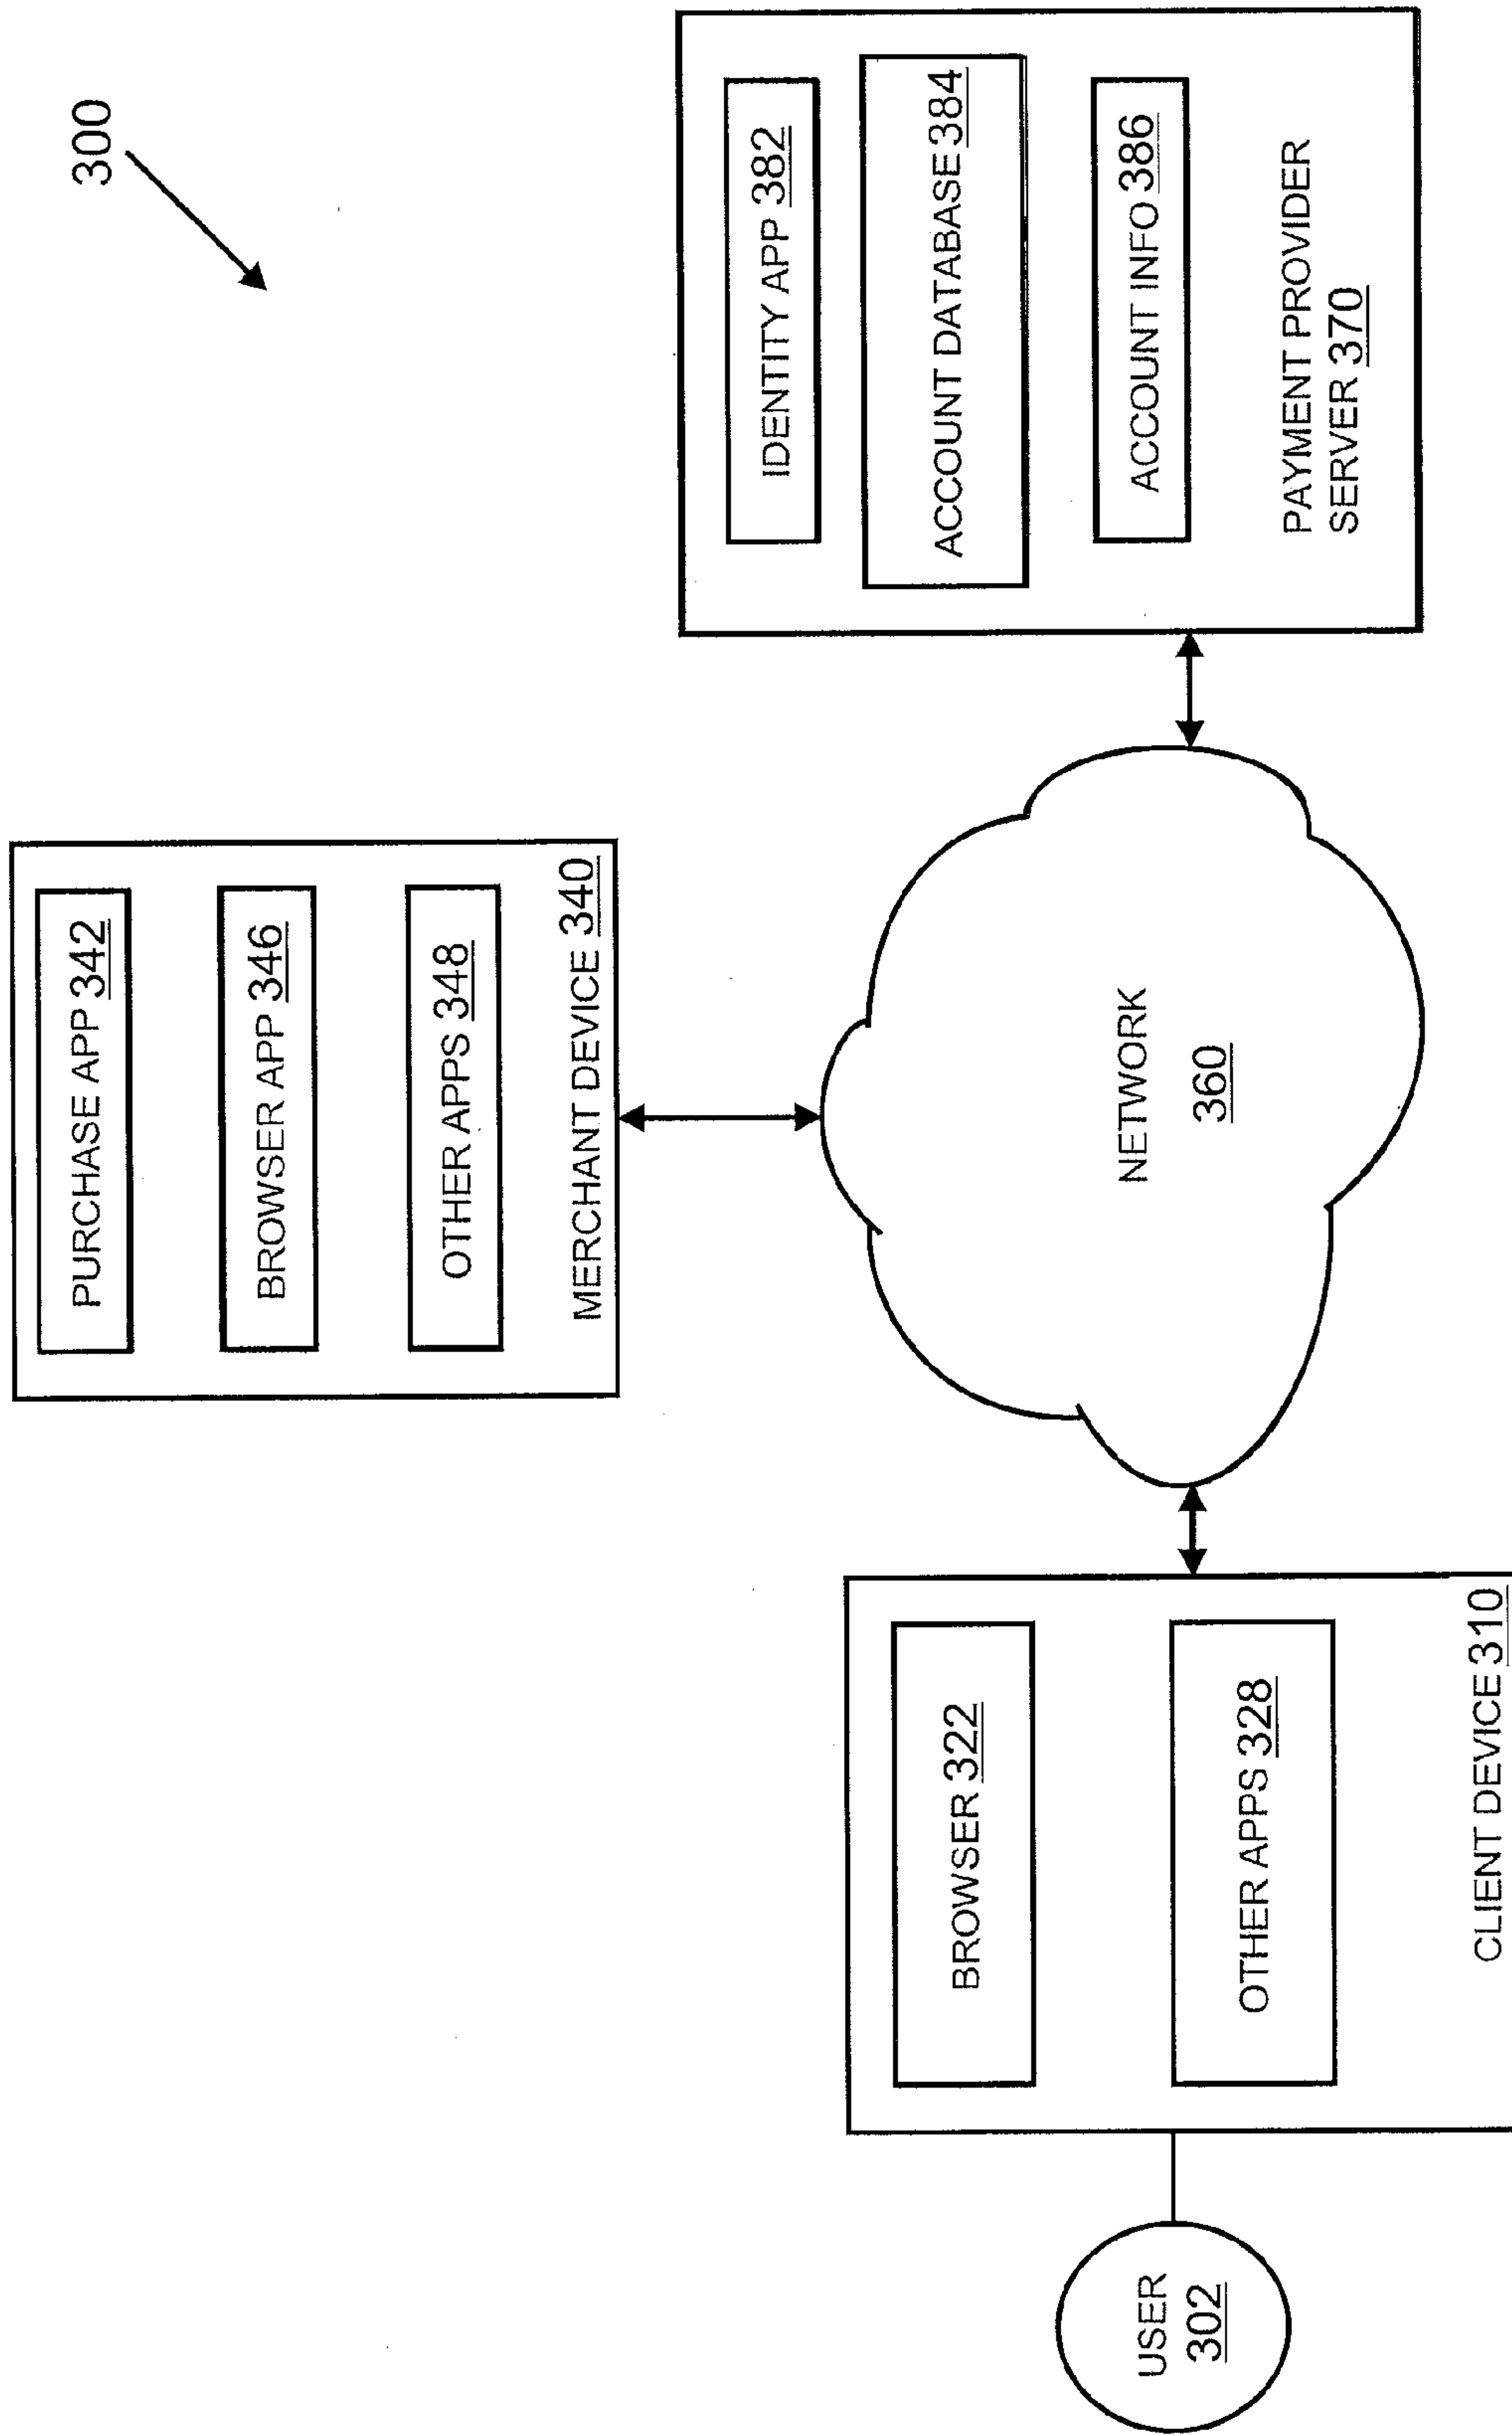 300
PURCHASE APP 342
BROWSER APP 346
OTHER APPS 348
MERCHANT DEVICE 340
USER
302
BROWSER 322
OTHER APPS 328
CLIENT DEVICE 310
NETWORK
360
IDENTITY APP 382
ACCOUNT DATABASE 384
ACCOUNT INFO 386
PAYMENT PROVIDER
SERVER 370